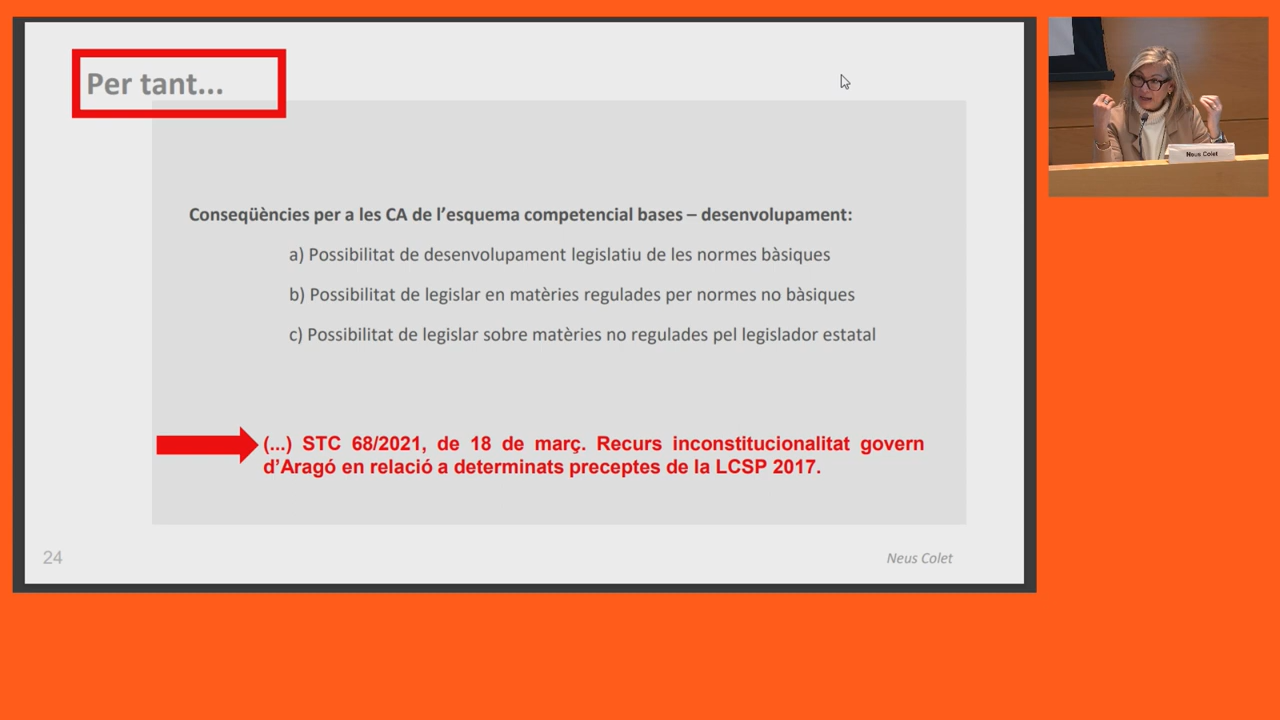 Per tant...
Conseqüències per a les CA de l’esquema competencial bases – desenvolupament:
a) Possibilitat de desenvolupament legislatiu de les normes bàsiques
b) Possibilitat de legislar en matèries regulades per normes no bàsiques
c) Possibilitat de legislar sobre matèries no regulades pel legislador estatal
(...) STC 68/2021, de 18 de març. Recurs inconstitucionalitat govern
d’Aragó en relació a determinats preceptes de la LCSP 2017.
24
Neus Colet
Neus Colet